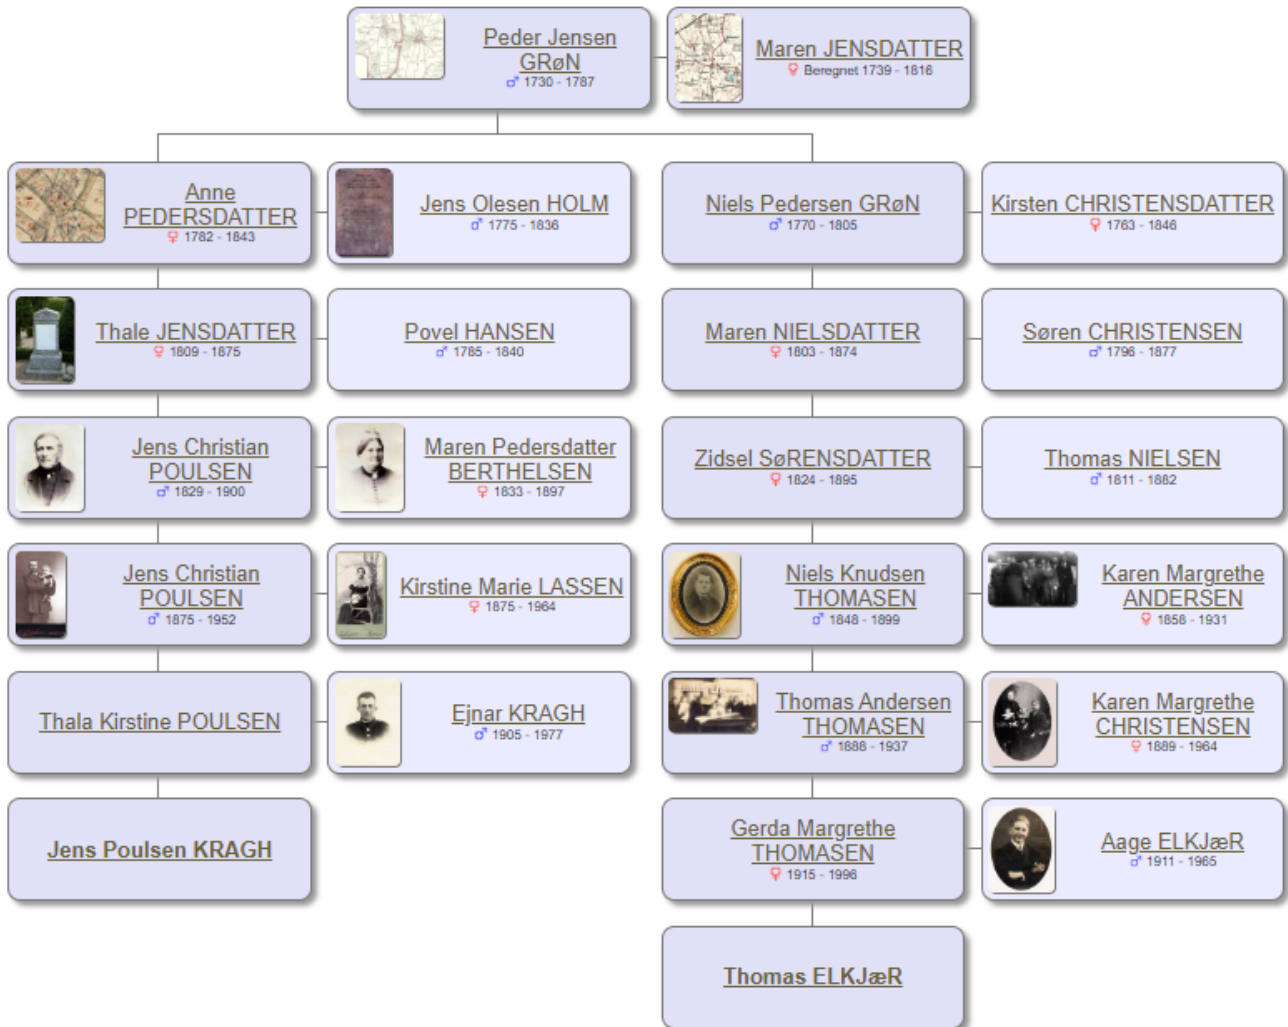 Peder Jensen
GRøN
♂ 1730 - 1787
Maren JENSDATTER
♀ Beregnet 1739 - 1816
Anne
PEDERSDATTER
♀ 1782 - 1843
Jens Olesen HOLM
♂ 1775 - 1836
Niels Pedersen GRøN
♂ 1770 - 1805
Kirsten CHRISTENSDATTER
♀ 1763 - 1846
Thale JENSDATTER
♀ 1809 - 1875
Povel HANSEN
♂ 1785 - 1840
Maren NIELSDATTER
♀ 1803 - 1874
Søren CHRISTENSEN
♂ 1796 - 1877
Jens Christian
POULSEN
♂ 1829 - 1900
Maren Pedersdatter
BERTHELSEN
♀ 1833 - 1897
Zidsel SøRENSDATTER
♀ 1824 - 1895
Thomas NIELSEN
♂ 1811 - 1882
Jens Christian
POULSEN
♂ 1875 - 1952
Kirstine Marie LASSEN
♀ 1875 - 1964
Niels Knudsen
THOMASEN
♂ 1848 - 1899
Karen Margrethe
ANDERSEN
♀ 1858 - 1931
Thala Kirstine POULSEN
Ejnar KRAGH
♂ 1905 - 1977
Thomas Andersen
THOMASEN
♂ 1888 - 1937
Karen Margrethe
CHRISTENSEN
♀ 1889 - 1964
Jens Poulsen KRAGH
Gerda Margrethe
THOMASEN
♀ 1915 - 1996
Aage ELKJæR
♂ 1911 - 1965
Thomas ELKJæR